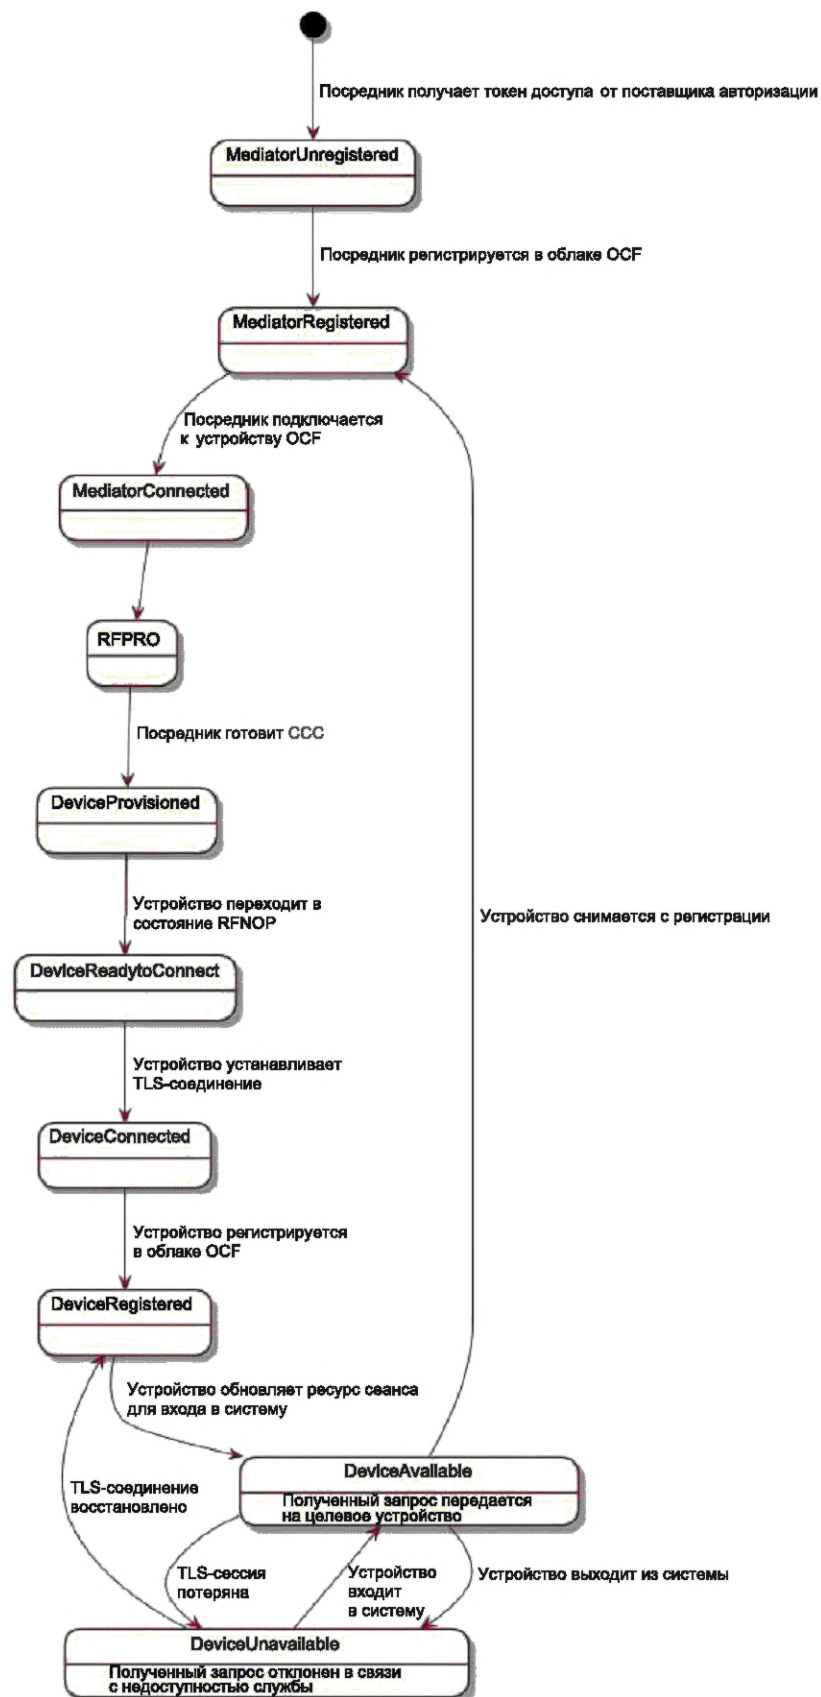 Посредник получает токен доступа от поставщика авторизации
MediatorUnregistered
Посредник регистрируется в облаке OCF
MediatorRegistered
Посредник подключается
к устройству OCF
MediatorConnected
RFPRO
Посредник готовит CCC
DeviceProvisioned
Устройство переходит в
состояние RFNOP
Устройство снимается с регистрации
DeviceReadytoConnect
Устройство устанавливает
TLS-соединение
DeviceConnected
Устройство регистрируется
в облаке OCF
DeviceRegistered
Устройство обновляет ресурс сеанса
для входа в систему
DeviceAvailable
Полученный запрос передается
на целевое устройство
TLS-соединение
восстановлено
TLS-сессия
потеряна
Устройство
входит
в систему
Устройство выходит из системы
DeviceUnavailable
Полученный запрос отклонен в связи
с недоступностью службы